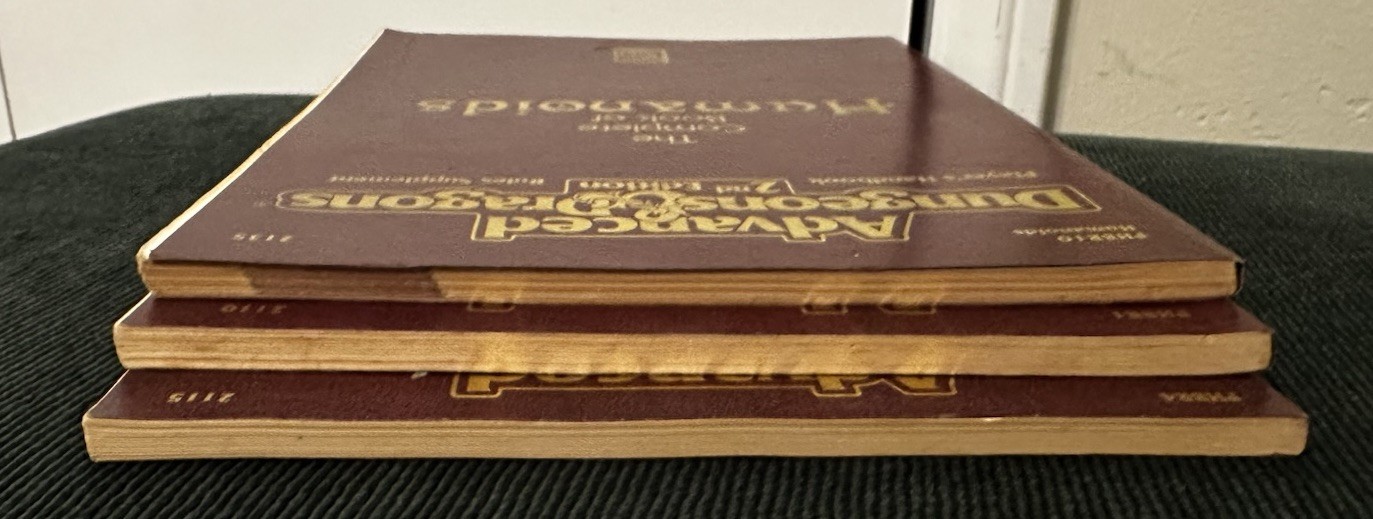 PHBR10
Humanoids
2135
Advanced
Dungeons & Dragons
®
2nd Edition
Player's Handbook
Rules Supplement
The
Complete
Book of
Humanoids
PHBR1
2110
PHBR4
2115
Advanced